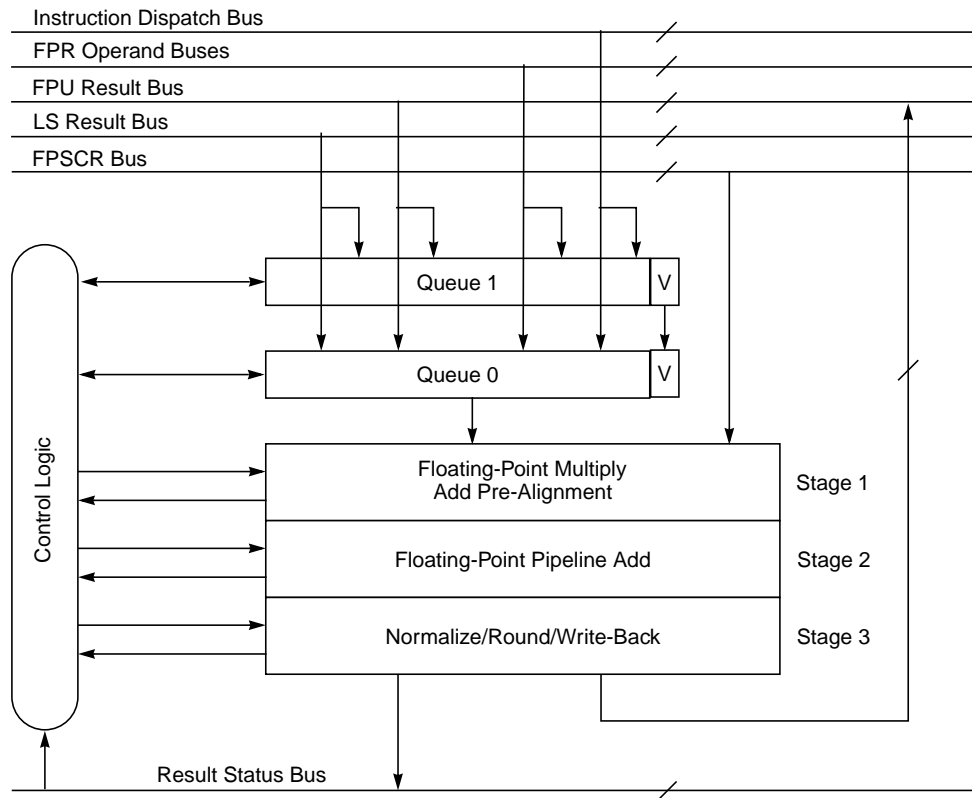 Instruction Dispatch Bus
FPR Operand Buses
FPU Result Bus
LS Result Bus
FPSCR Bus
Queue 1
V
Queue 0
V
Control Logic
Floating-Point Multiply
Add Pre-Alignment
Stage 1
Floating-Point Pipeline Add
Stage 2
Normalize/Round/Write-Back
Stage 3
Result Status Bus